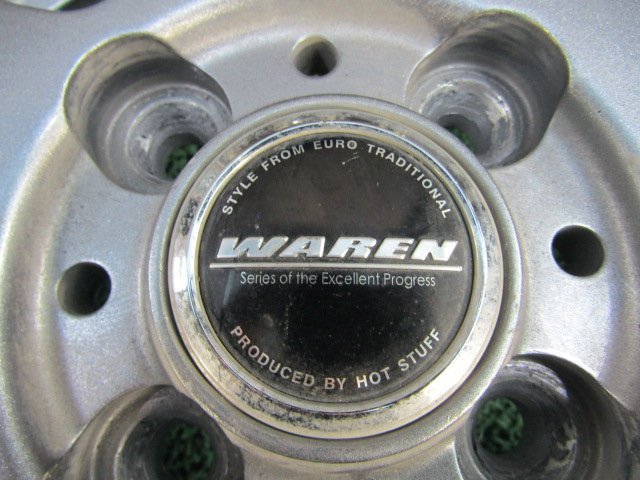 STYLE FROM EURO TRADITIONAL
WAREN
Series of the Excellent Progress
PRODUCED BY HOT STUFF